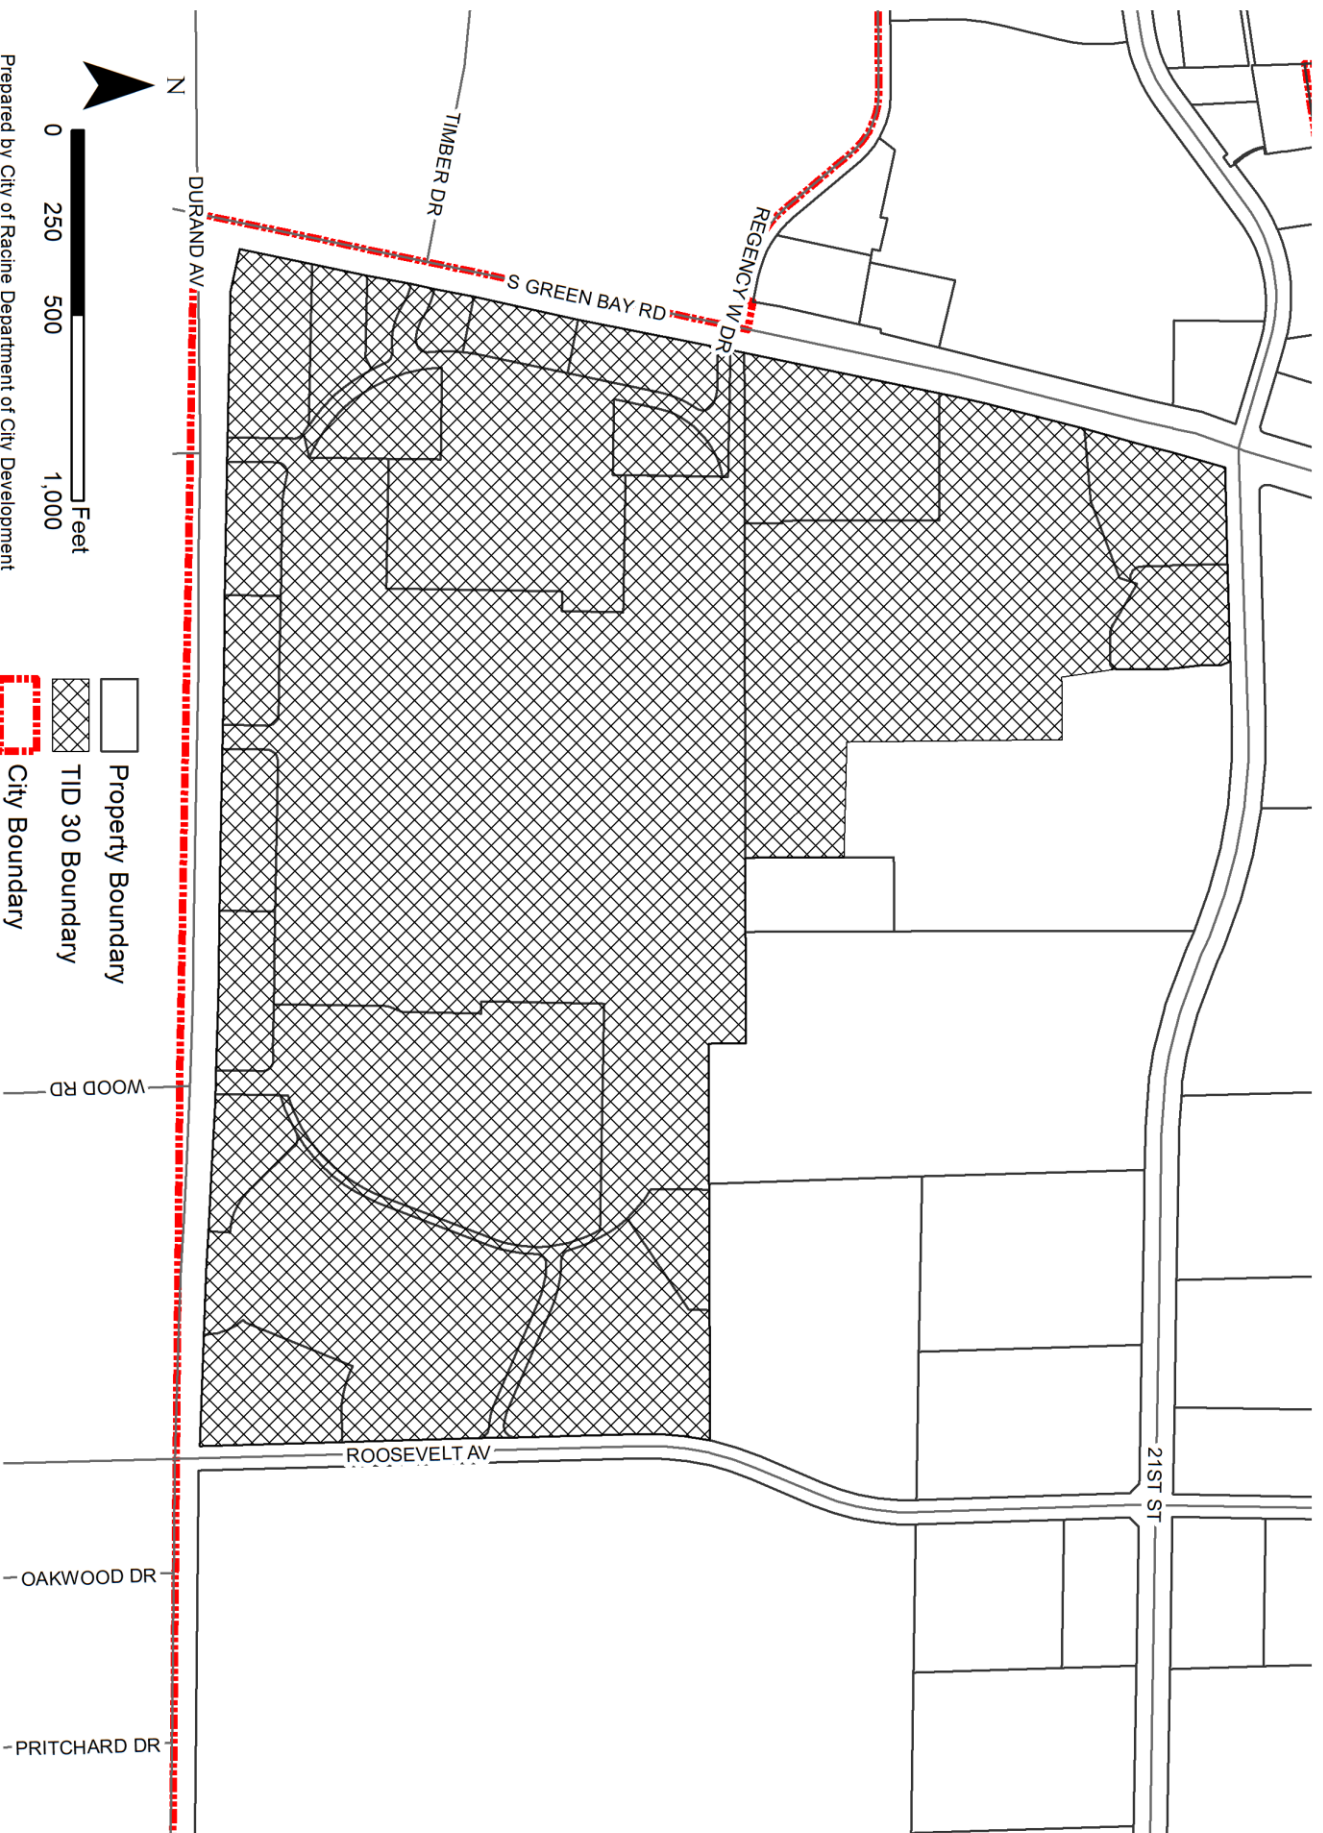 TIMBER DR
REGENCY W DR
S GREEN BAY RD
DURAND AV
WOOD RD
ROOSEVELT AV
21ST ST
OAKWOOD DR
PRITCHARD DR
N
0 250 500 1,000
Feet
Property Boundary
TID 30 Boundary
City Boundary
Prepared by City of Racine Department of City Development